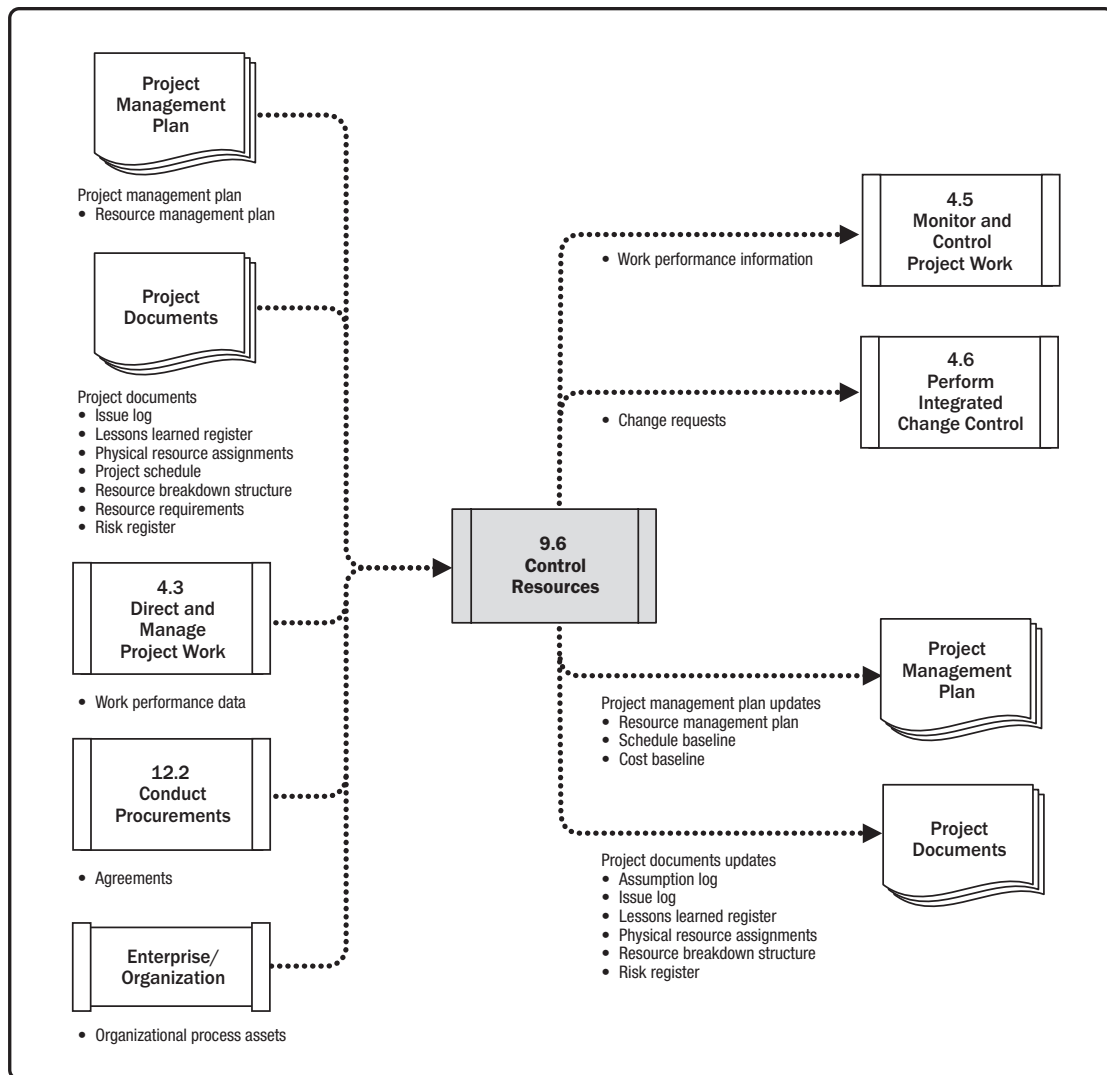 Project
Management
Plan
Project management plan
• Resource management plan
Project
Documents
Project documents
• Issue log
• Lessons learned register
• Physical resource assignments
• Project schedule
• Resource breakdown structure
• Resource requirements
• Risk register
4.3
Direct and
Manage
Project Work
• Work performance data
12.2
Conduct
Procurements
• Agreements
Enterprise/
Organization
• Organizational process assets
9.6
Control
Resources
• Work performance information
4.5
Monitor and
Control
Project Work
• Change requests
4.6
Perform
Integrated
Change Control
Project management plan updates
• Resource management plan
• Schedule baseline
• Cost baseline
Project
Management
Plan
Project documents updates
• Assumption log
• Issue log
• Lessons learned register
• Physical resource assignments
• Resource breakdown structure
• Risk register
Project
Documents